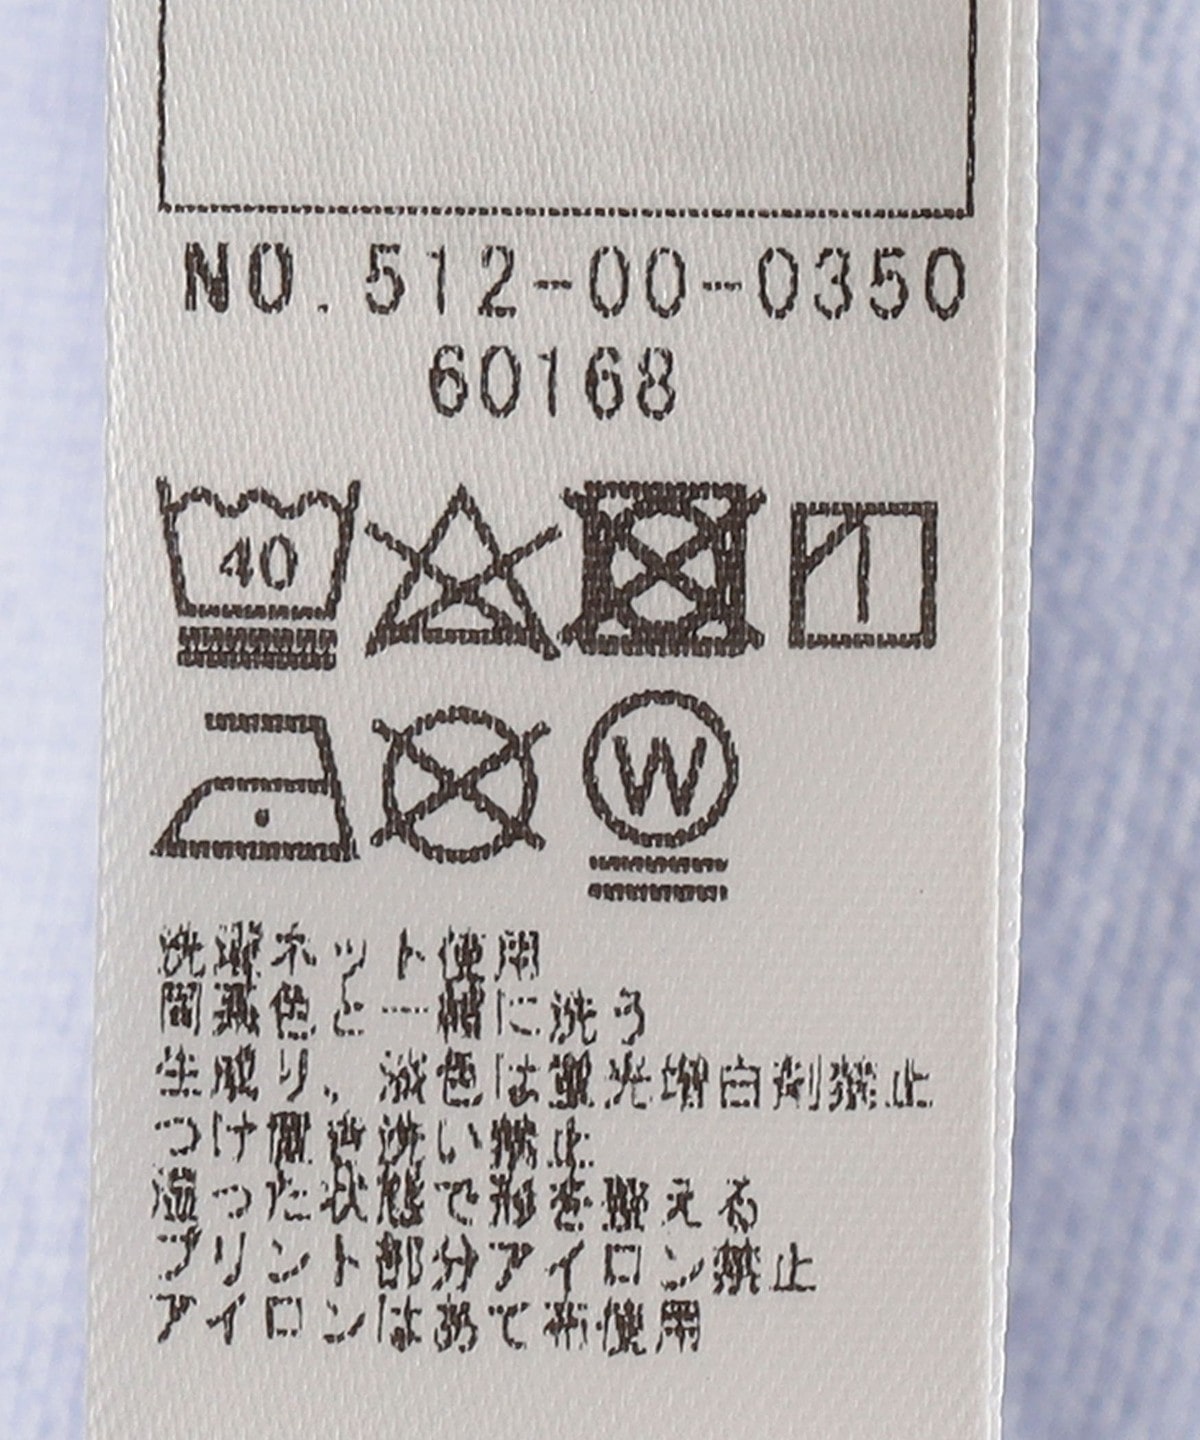 NO.512-00-0350
60168
40
W
洗濯ネット使用
同系色と一緒に洗う
生成り、淡色は蛍光増白剤禁止
つけ置き洗い禁止
湿った状態で形を整える
プリント部分アイロン禁止
アイロンはあて布使用